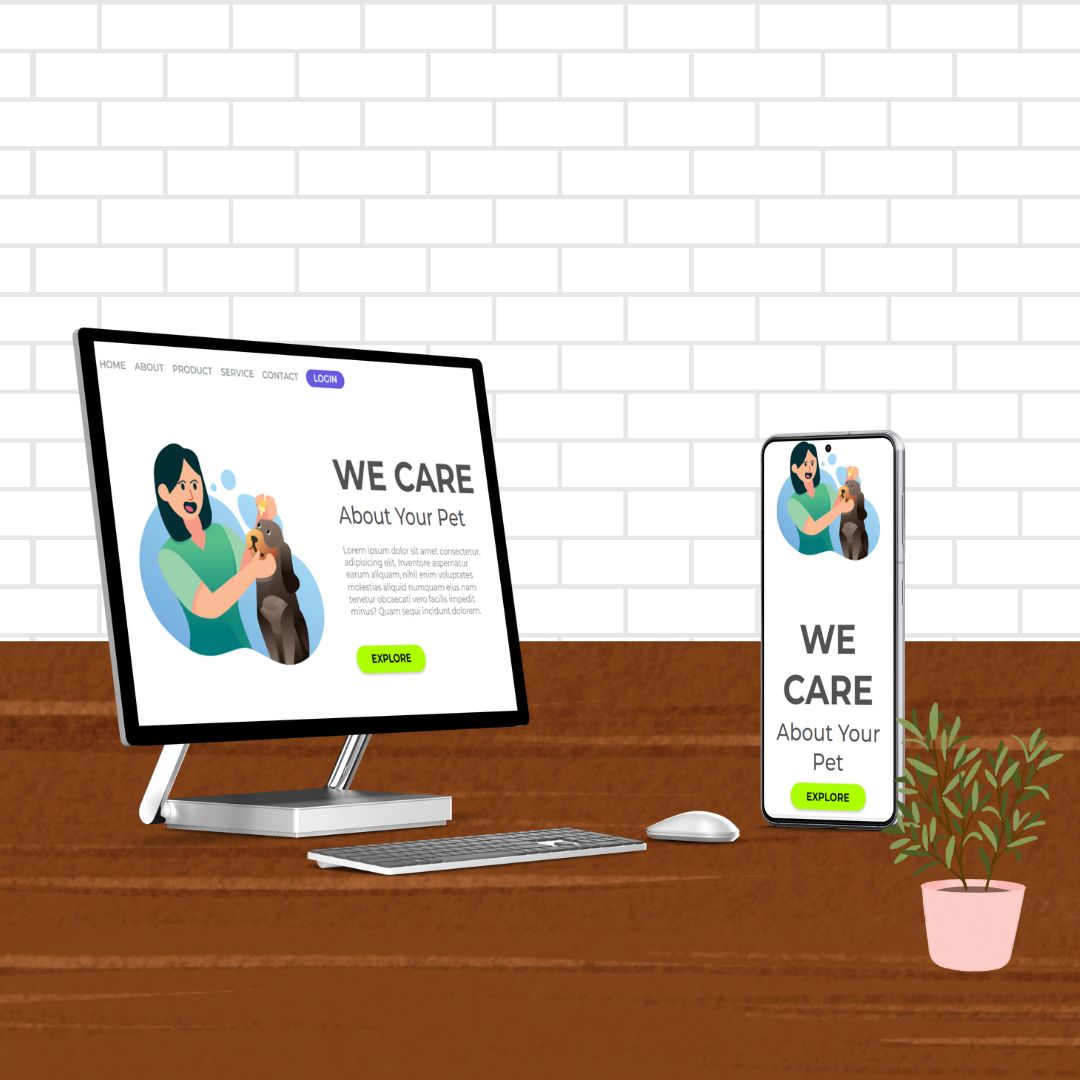 HOME ABOUT PRODUCT SERVICE CONTACT LOGIN
WE CARE
About Your Pet
Lorem ipsum dolor sit amet consectetur,
adipisicing elit. Inventore aspernatur
earum aliquam, nihil enim voluptates
molestias aliquid numquam eius nam
tenetur obcaecati vero facilis impedit
minus? Quam sequi incidunt dolorem.
EXPLORE
WE
CARE
About Your
Pet
EXPLORE